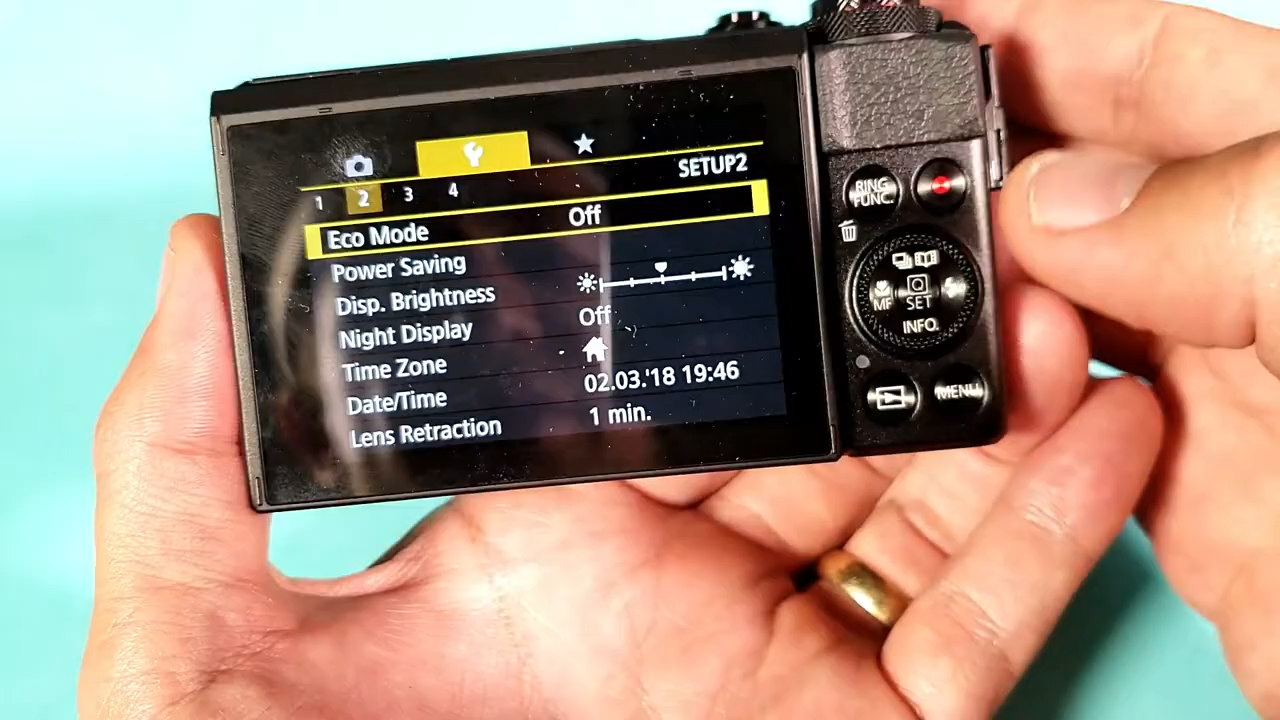 SETUP2
1 2 3 4
Eco Mode Off
Power Saving
Disp. Brightness
Night Display Off
Time Zone
Date/Time 02.03.'18 19:46
Lens Retraction 1 min.
RING FUNC.
MF
Q
SET
INFO.
MENU